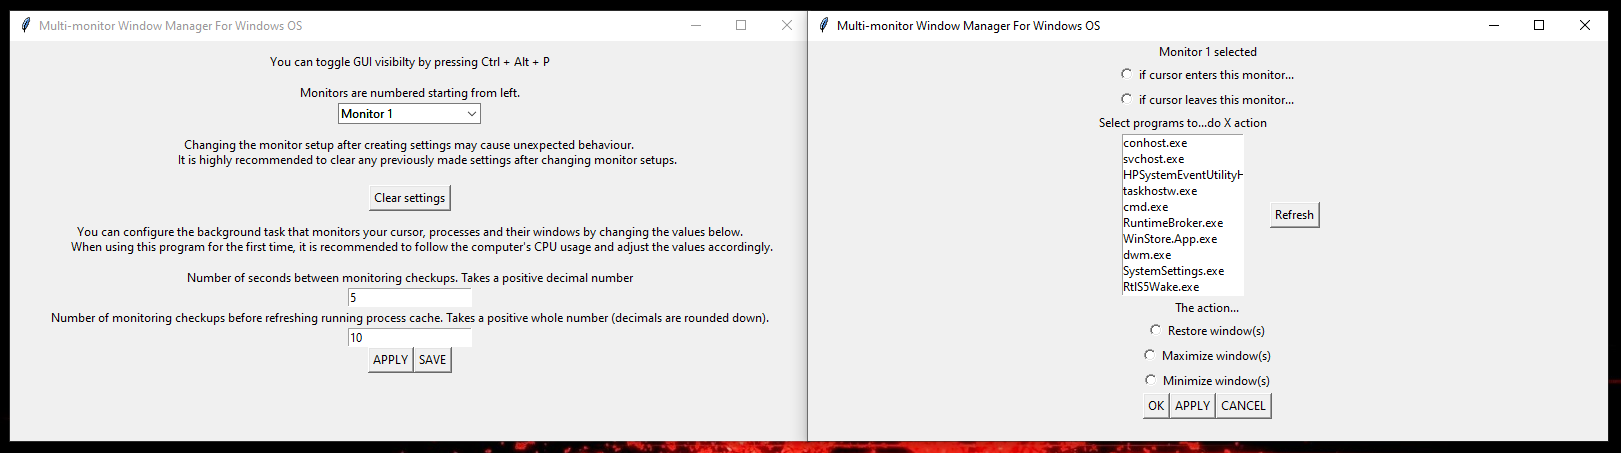 Multi-monitor Window Manager For Windows OS
You can toggle GUI visibilty by pressing Ctrl + Alt + P
Monitors are numbered starting from left.
Monitor 1
Changing the monitor setup after creating settings may cause unexpected behaviour.
It is highly recommended to clear any previously made settings after changing monitor setups.
Clear settings
You can configure the background task that monitors your cursor, processes and their windows by changing the values below.
When using this program for the first time, it is recommended to follow the computer's CPU usage and adjust the values accordingly.
Number of seconds between monitoring checkups. Takes a positive decimal number
5
Number of monitoring checkups before refreshing running process cache. Takes a positive whole number (decimals are rounded down).
10
APPLY SAVE
Multi-monitor Window Manager For Windows OS
Monitor 1 selected
if cursor enters this monitor...
if cursor leaves this monitor...
Select programs to...do X action
conhost.exe
svchost.exe
HPSystemEventUtilityH
taskhostw.exe
cmd.exe
RuntimeBroker.exe
WinStore.App.exe
dwm.exe
SystemSettings.exe
RtlS5Wake.exe
Refresh
The action...
Restore window(s)
Maximize window(s)
Minimize window(s)
OK APPLY CANCEL